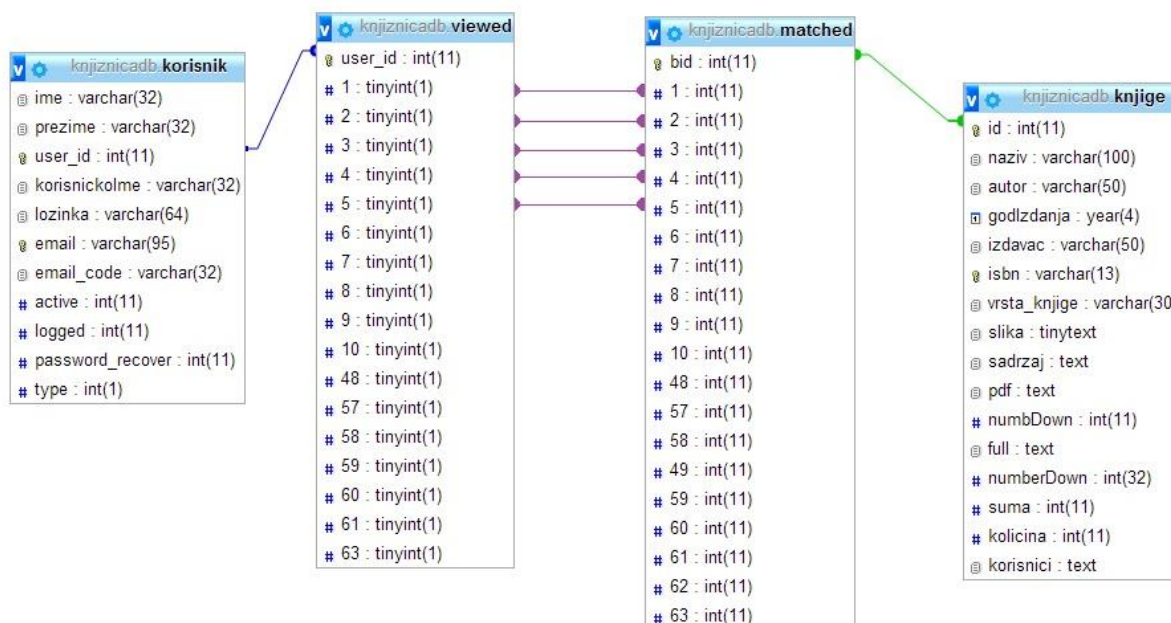 knjiznicadb.korisnik
ime : varchar(32)
prezime : varchar(32)
user_id : int(11)
korisnickoIme : varchar(32)
lozinka : varchar(64)
email : varchar(95)
email_code : varchar(32)
# active : int(11)
# logged : int(11)
# password_recover : int(11)
# type : int(1)
knjiznicadb.viewed
user_id : int(11)
# 1 : tinyint(1)
# 2 : tinyint(1)
# 3 : tinyint(1)
# 4 : tinyint(1)
# 5 : tinyint(1)
# 6 : tinyint(1)
# 7 : tinyint(1)
# 8 : tinyint(1)
# 9 : tinyint(1)
# 10 : tinyint(1)
# 48 : tinyint(1)
# 57 : tinyint(1)
# 58 : tinyint(1)
# 59 : tinyint(1)
# 60 : tinyint(1)
# 61 : tinyint(1)
# 63 : tinyint(1)
knjiznicadb.matched
bid : int(11)
# 1 : int(11)
# 2 : int(11)
# 3 : int(11)
# 4 : int(11)
# 5 : int(11)
# 6 : int(11)
# 7 : int(11)
# 8 : int(11)
# 9 : int(11)
# 10 : int(11)
# 48 : int(11)
# 57 : int(11)
# 58 : int(11)
# 49 : int(11)
# 59 : int(11)
# 60 : int(11)
# 61 : int(11)
# 62 : int(11)
# 63 : int(11)
knjiznicadb.knjige
id : int(11)
naziv : varchar(100)
autor : varchar(50)
godIzdanja : year(4)
izdavac : varchar(50)
isbn : varchar(13)
vrsta_knjige : varchar(30
slika : tinytext
sadrzaj : text
pdf : text
# numbDown : int(11)
full : text
# numberDown : int(32)
# suma : int(11)
# kolicina : int(11)
korisnici : text